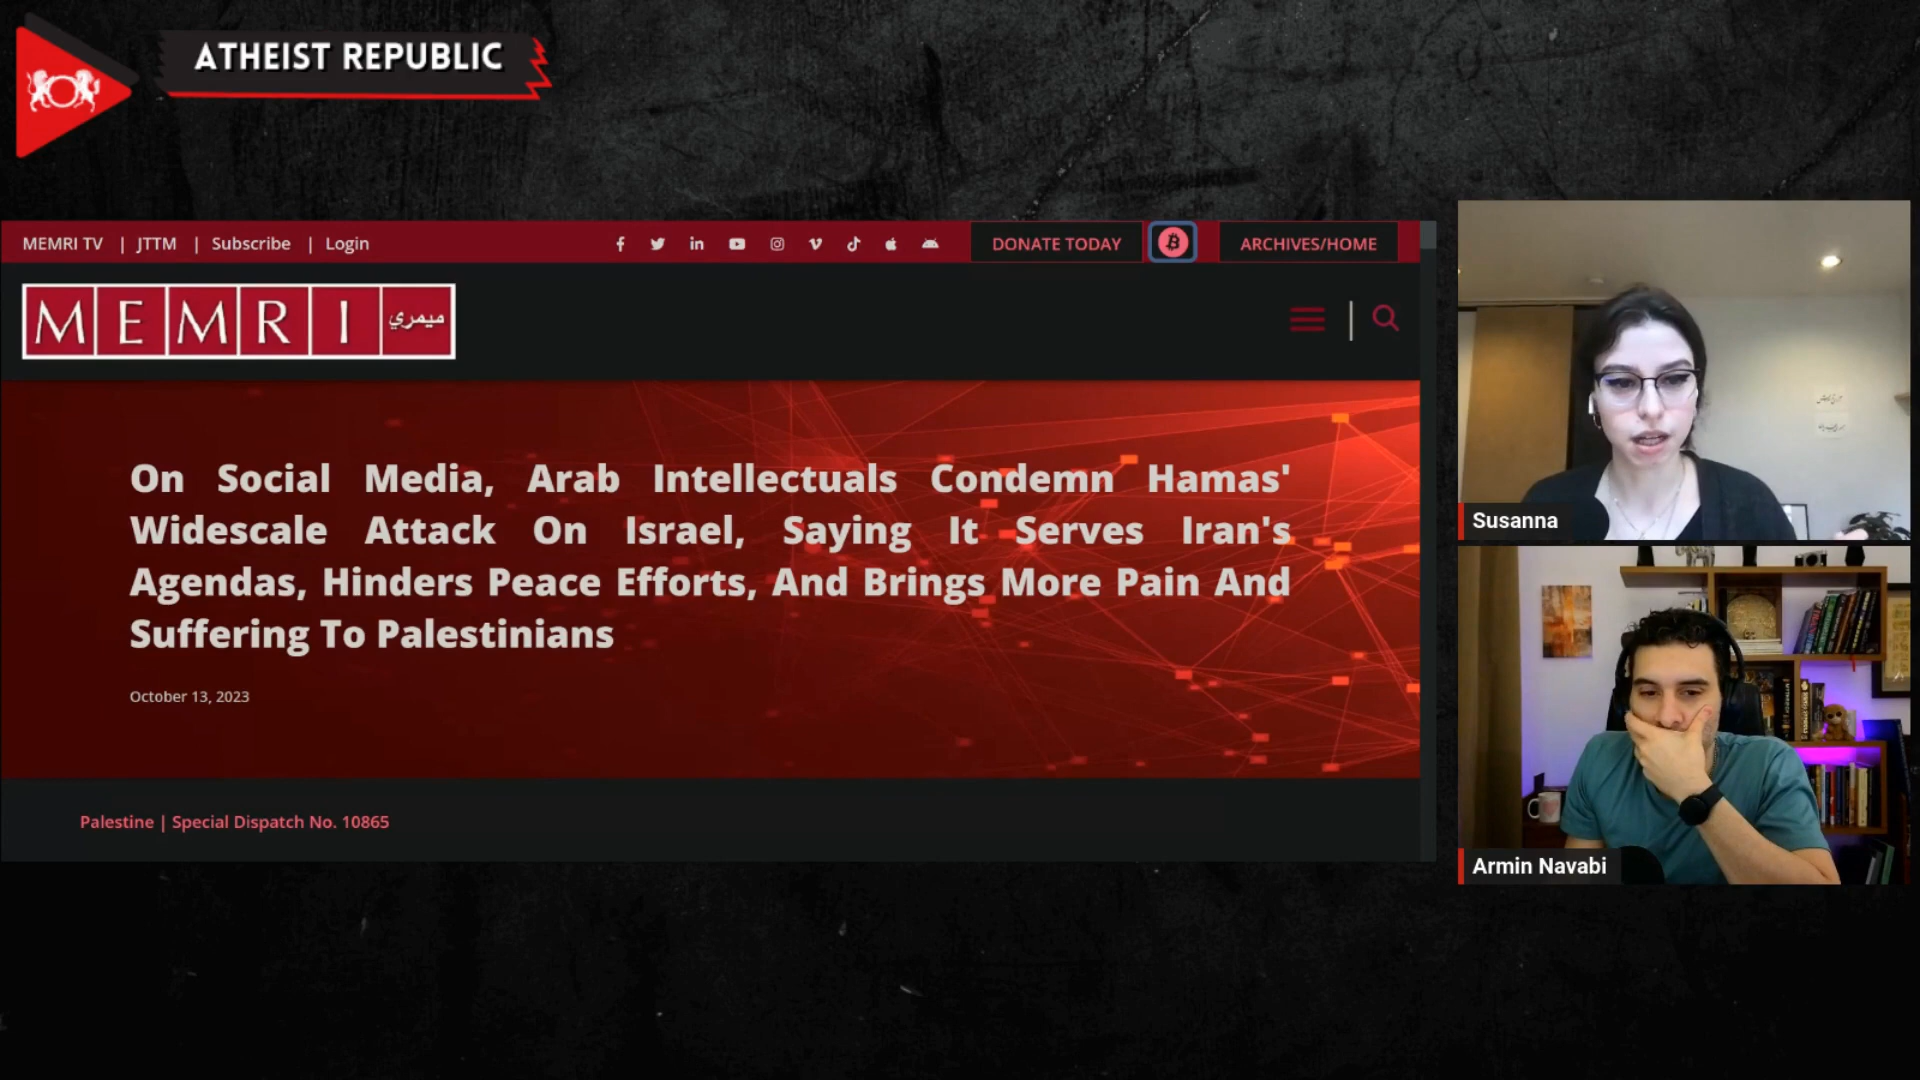 ATHEIST REPUBLIC
MEMRI TV | JTTM | Subscribe | Login
DONATE TODAY
ARCHIVES/HOME
MEMRI ميمري
On Social Media, Arab Intellectuals Condemn Hamas'
Widescale Attack On Israel, Saying It Serves Iran's
Agendas, Hinders Peace Efforts, And Brings More Pain And
Suffering To Palestinians
October 13, 2023
Palestine | Special Dispatch No. 10865
Susanna
Armin Navabi